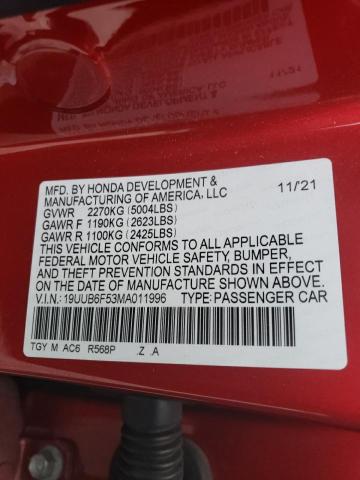 MFD. BY HONDA DEVELOPMENT &
MANUFACTURING OF AMERICA, LLC 11/21
GVWR 2270KG (5004LBS)
GAWR F 1190KG (2623LBS)
GAWR R 1100KG (2425LBS)
THIS VEHICLE CONFORMS TO ALL APPLICABLE
FEDERAL MOTOR VEHICLE SAFETY, BUMPER,
AND THEFT PREVENTION STANDARDS IN EFFECT
ON THE DATE OF MANUFACTURE SHOWN ABOVE.
V.I.N.: 19UUB6F53MA011996 TYPE: PASSENGER CAR
TGY M AC6 R568P .Z .A